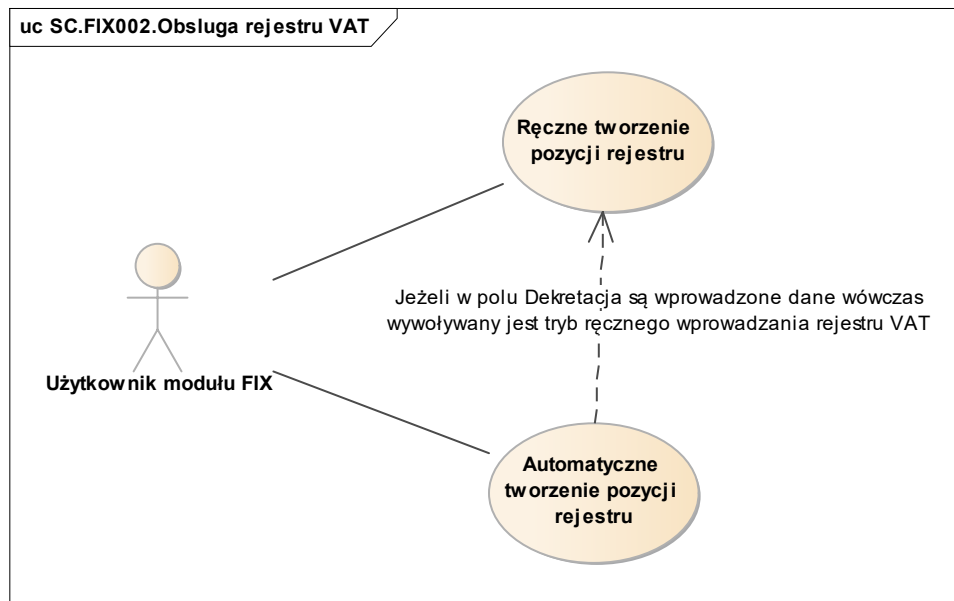 uc SC.FIX002.Obsluga rejestru VAT
Ręczne tworzenie
pozycji rejestru
Jeżeli w polu Dekretacja są wprowadzone dane wówczas
wywoływany jest tryb ręcznego wprowadzania rejestru VAT
Użytkownik modułu FIX
Automatyczne
tworzenie pozycji
rejestru